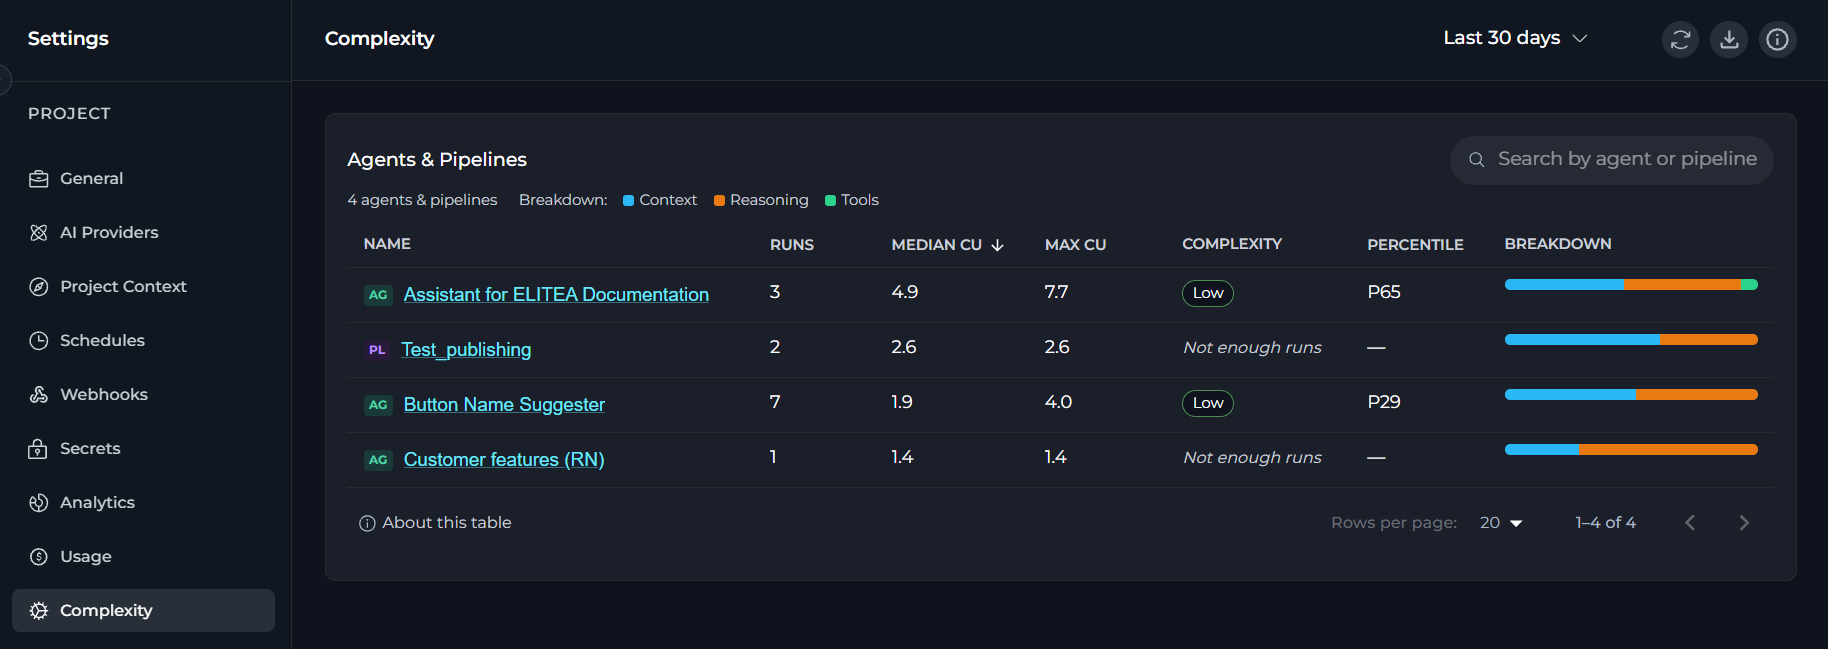 Settings
Complexity
Last 30 days
PROJECT
General
AI Providers
Project Context
Schedules
Webhooks
Secrets
Analytics
Usage
Complexity
Agents & Pipelines
Search by agent or pipeline
4 agents & pipelines Breakdown: Context Reasoning Tools
NAME RUNS MEDIAN CU MAX CU COMPLEXITY PERCENTILE BREAKDOWN
AG Assistant for ELITEA Documentation 3 4.9 7.7 Low P65
PL Test_publishing 2 2.6 2.6 Not enough runs —
AG Button Name Suggester 7 1.9 4.0 Low P29
AG Customer features (RN) 1 1.4 1.4 Not enough runs —
About this table
Rows per page: 20 1–4 of 4